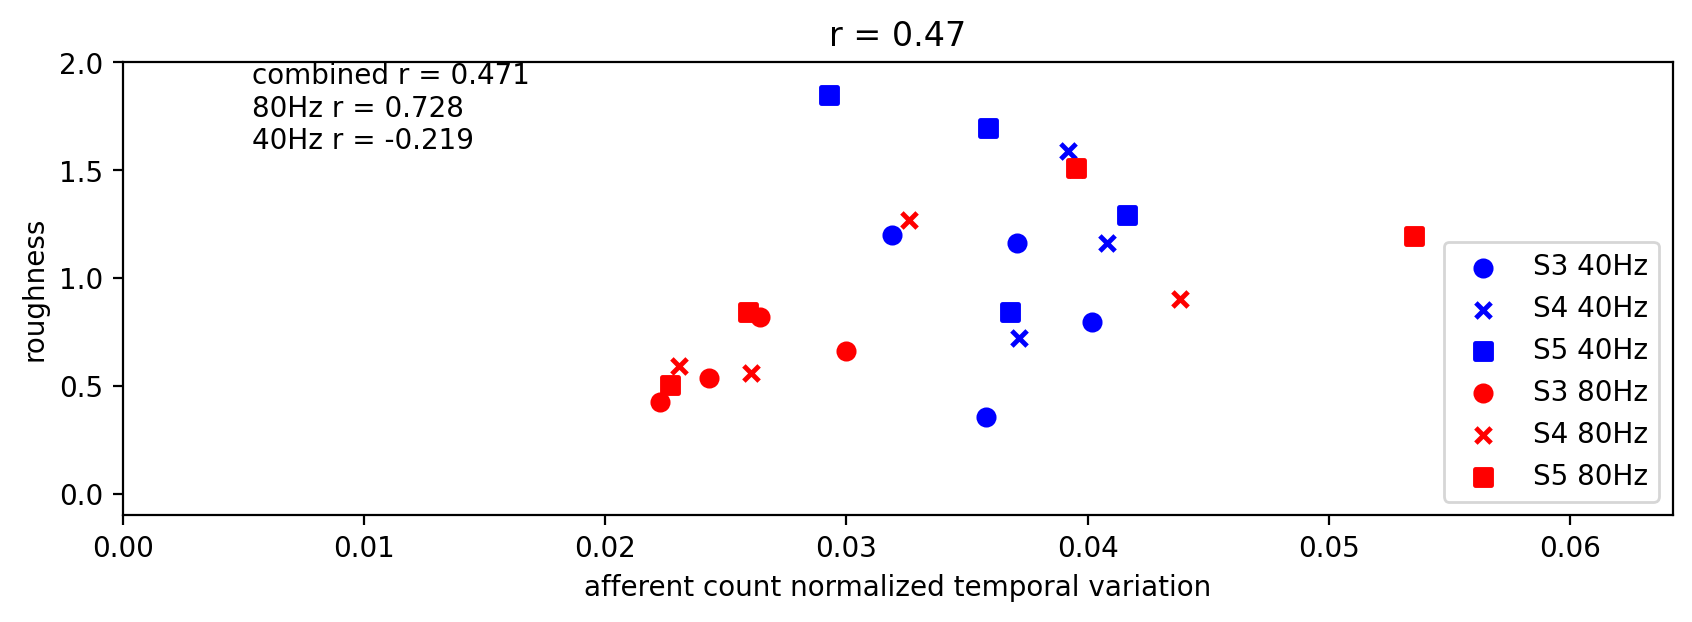 r = 0.47
combined r = 0.471
80Hz r = 0.728
40Hz r = -0.219
2.0
1.5
1.0
0.5
0.0
roughness
S3 40Hz
S4 40Hz
S5 40Hz
S3 80Hz
S4 80Hz
S5 80Hz
0.00 0.01 0.02 0.03 0.04 0.05 0.06
afferent count normalized temporal variation